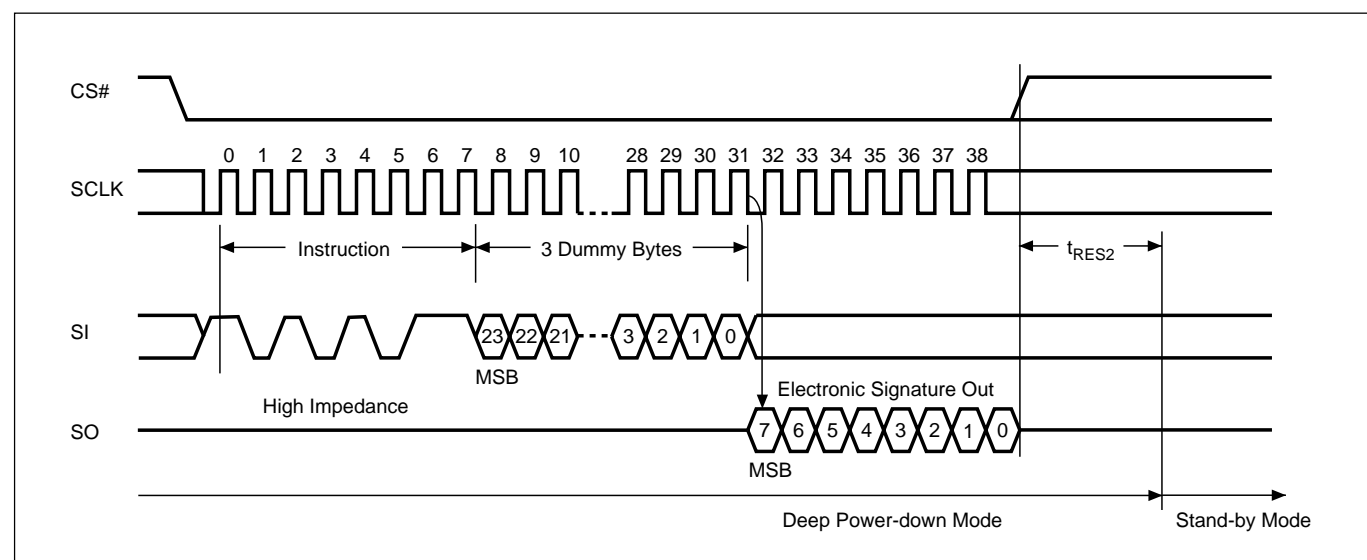 CS#
0 1 2 3 4 5 6 7 8 9 10 28 29 30 31 32 33 34 35 36 37 38
SCLK
Instruction 3 Dummy Bytes tRES2
SI
23 22 21 3 2 1 0
MSB
High Impedance Electronic Signature Out
SO
7 6 5 4 3 2 1 0
MSB
Deep Power-down Mode Stand-by Mode